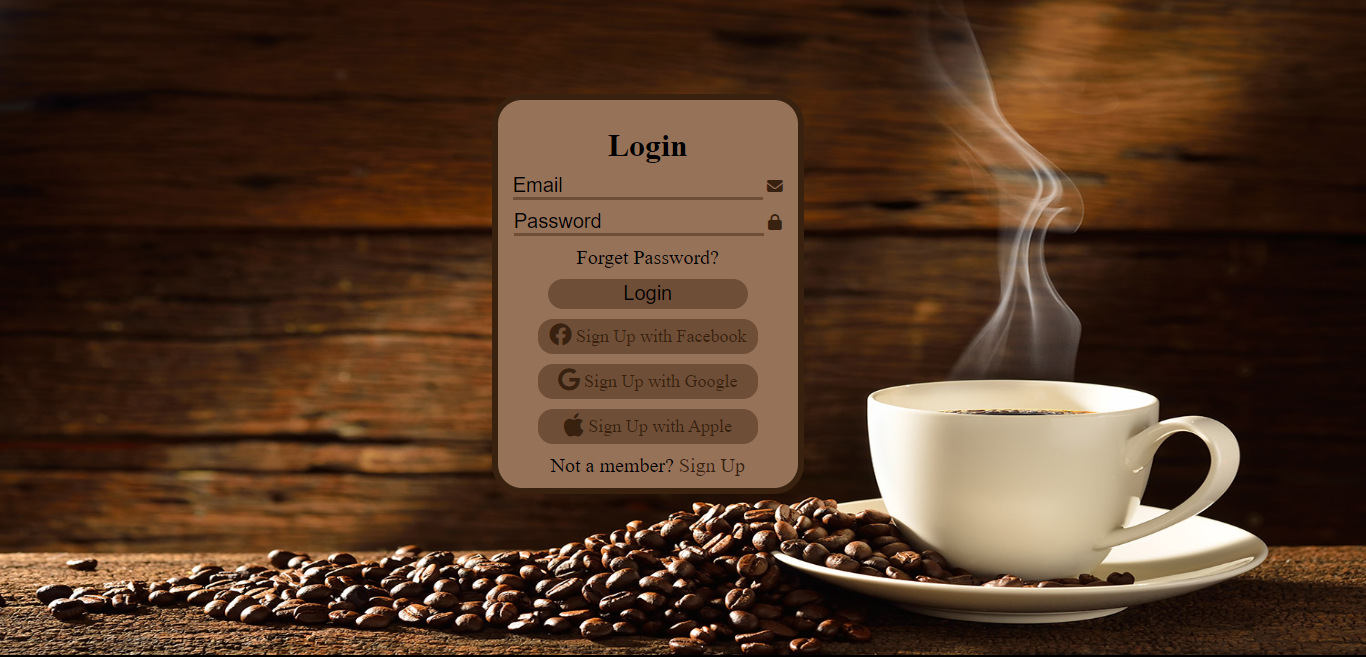 Login
Email
Password
Forget Password?
Login
Sign Up with Facebook
Sign Up with Google
Sign Up with Apple
Not a member? Sign Up